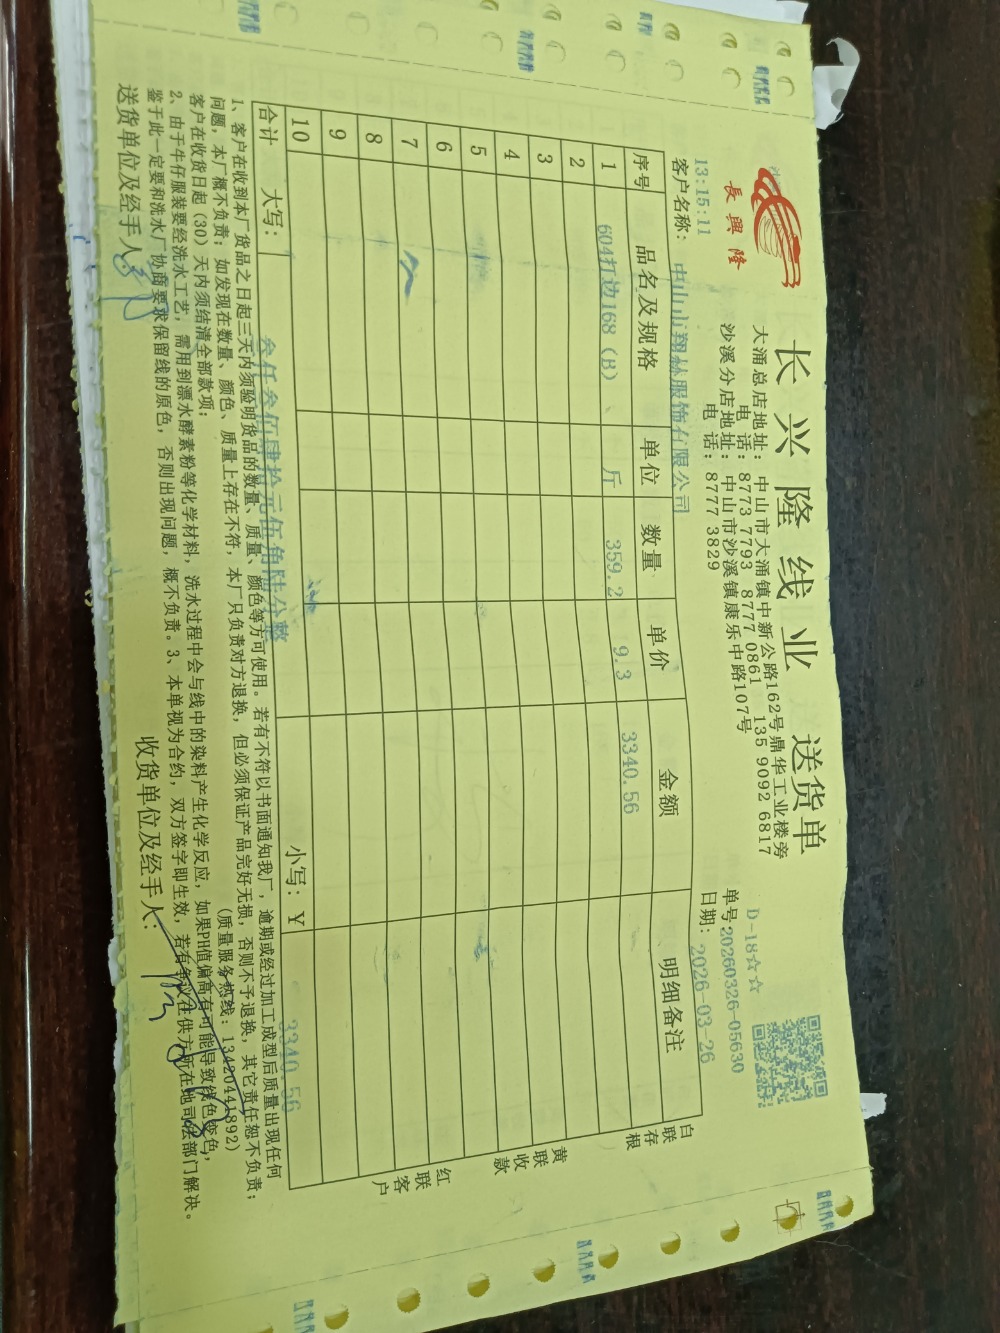 長興隆
长兴隆线业 送货单
大涌总店地址：中山市大涌镇中新公路162号鼎华工业楼旁
电话：8773 7793 8777 0861 135 9092 6817
沙溪分店地址：中山市沙溪镇康乐中路107号
电话：8777 3829
D-18☆☆
单号20260326-05630
13:15:11
日期：2026-03-26
客户名称：中山市翔赫服饰有限公司
序号 品名及规格 单位 数量 单价 金额 明细备注
1 604打边168（B） 斤 359.2 9.3 3340.56
2
3
4
5
6
7
8
9
10
合计 大写：叁仟叁佰肆拾元伍角陆分整 小写：Y 3340.56
白联存根
黄联收款
红联客户
1、客户在收到本厂货品之日起三天内须验明货品的数量、质量、颜色等方可使用。若有不符以书面通知我厂，逾期或经过加工成型后质量出现任何
问题，本厂概不负责；如发现在数量、颜色、质量上存在不符，本厂只负责对方退换，但必须保证产品完好无损，否则不予退换，其它责任恕不负责；
客户在收货日起（30）天内须结清全部款项； （质量服务热线：13420441892）
2、由于牛仔服装要经洗水工艺，需用到漂水酵素粉等化学材料，洗水过程中会与线中的染料产生化学反应，如果PH值偏高有可能导致线色变色，
鉴于此一定要和洗水厂协商要求保留线的原色，否则出现问题，概不负责。3、本单视为合约，双方签字即生效，若有争议在供方所在地司法部门解决。
送货单位及经手人： 收货单位及经手人：